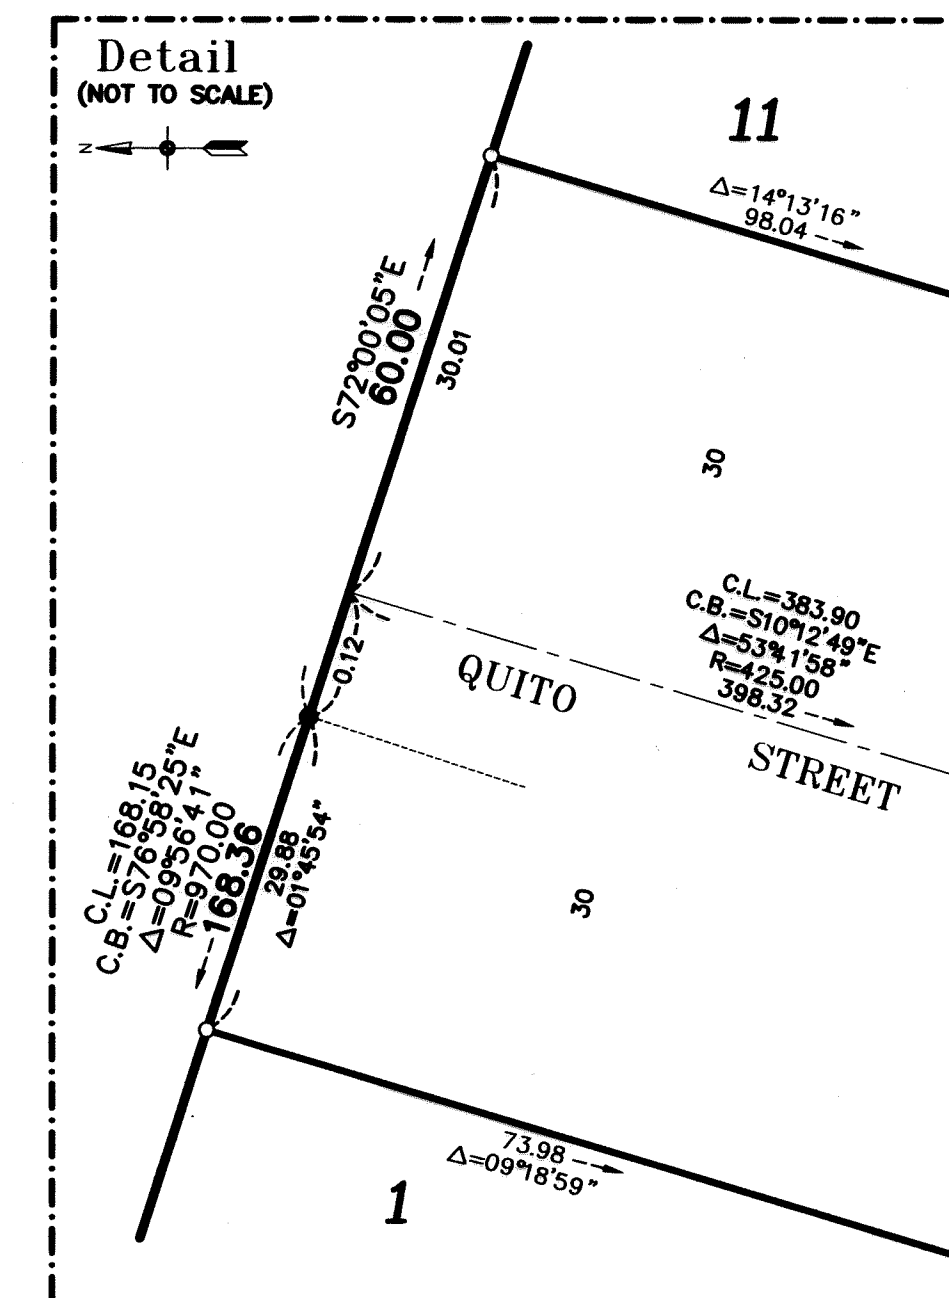 Detail
(NOT TO SCALE)
N
11
Δ=14°13'16"
98.04
S72°00'05"E
60.00
30.01
30
C.L.=383.90
C.B.=S10°12'49"E
Δ=53°41'58"
R=425.00
398.32
0.12
QUITO
STREET
C.L.=168.15
C.B.=S76°58'25"E
Δ=09°56'41"
R=970.00
168.36
29.88
Δ=01°45'54"
30
73.98
Δ=09°18'59"
1